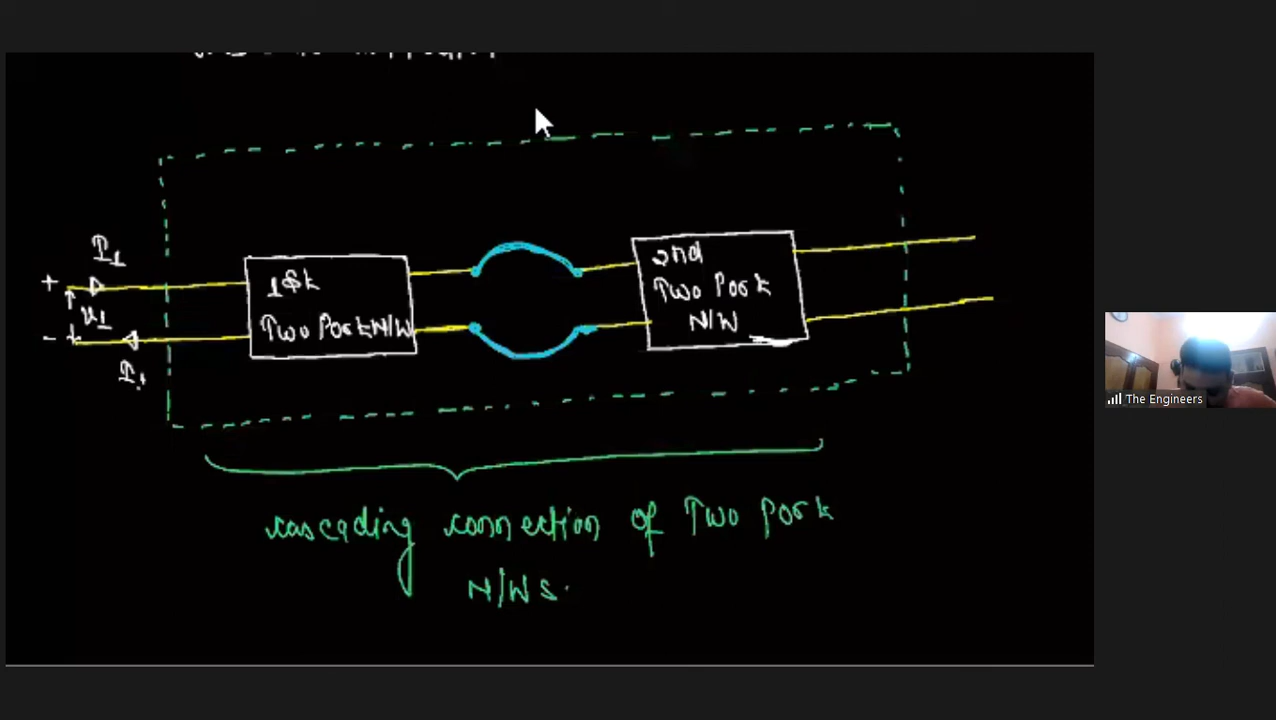 I1
+
V1
-
I1
1st
Two Port N/W
2nd
Two Port
N/W
cascading connection of Two Port
N/Ws.
The Engineers